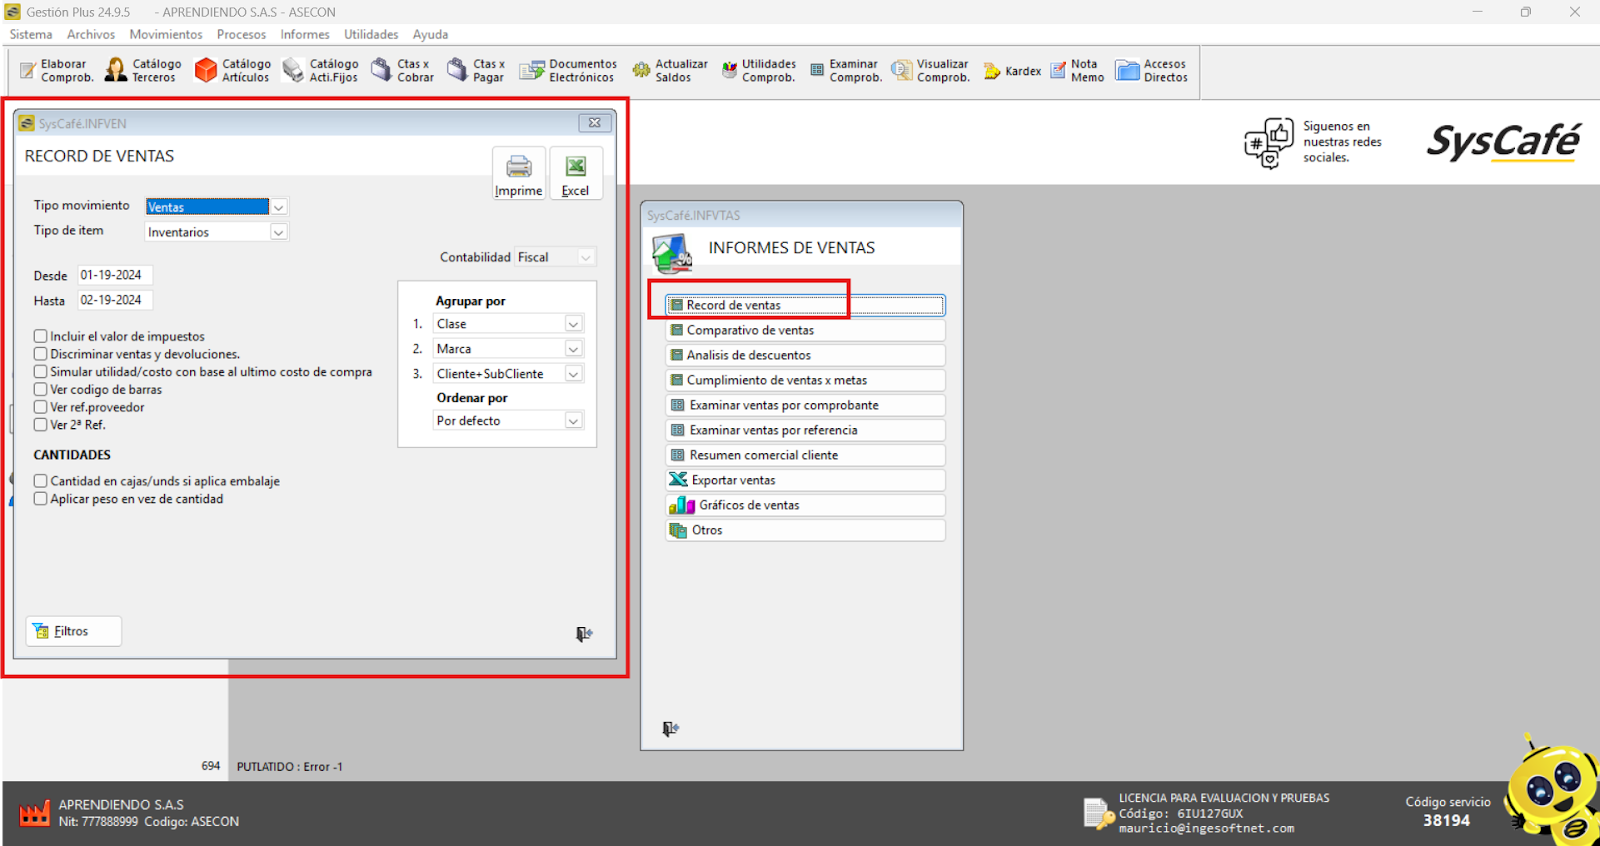 Gestión Plus 24.9.5 - APRENDIENDO S.A.S - ASECON
Sistema Archivos Movimientos Procesos Informes Utilidades Ayuda
Elaborar Comprob.
Catálogo Terceros
Catálogo Artículos
Catálogo Acti.Fijos
Ctas x Cobrar
Ctas x Pagar
Documentos Electrónicos
Actualizar Saldos
Utilidades Comprob.
Examinar Comprob.
Visualizar Comprob.
Kardex
Nota Memo
Accesos Directos
Siguenos en
nuestras redes
sociales.
SysCafé
SysCafé.INFVEN
RECORD DE VENTAS
Imprime
Excel
Tipo movimiento Ventas
Tipo de item Inventarios
Contabilidad Fiscal
Desde 01-19-2024
Hasta 02-19-2024
Agrupar por
1. Clase
2. Marca
3. Cliente+SubCliente
Ordenar por
Por defecto
Incluir el valor de impuestos
Discriminar ventas y devoluciones.
Simular utilidad/costo con base al ultimo costo de compra
Ver codigo de barras
Ver ref.proveedor
Ver 2ª Ref.
CANTIDADES
Cantidad en cajas/unds si aplica embalaje
Aplicar peso en vez de cantidad
Filtros
SysCafé.INFVTAS
INFORMES DE VENTAS
Record de ventas
Comparativo de ventas
Analisis de descuentos
Cumplimiento de ventas x metas
Examinar ventas por comprobante
Examinar ventas por referencia
Resumen comercial cliente
Exportar ventas
Gráficos de ventas
Otros
694 PUTLATIDO : Error -1
APRENDIENDO S.A.S
Nit: 777888999 Codigo: ASECON
LICENCIA PARA EVALUACION Y PRUEBAS
Código: 6IU127GUX
mauricio@ingesoftnet.com
Código servicio
38194